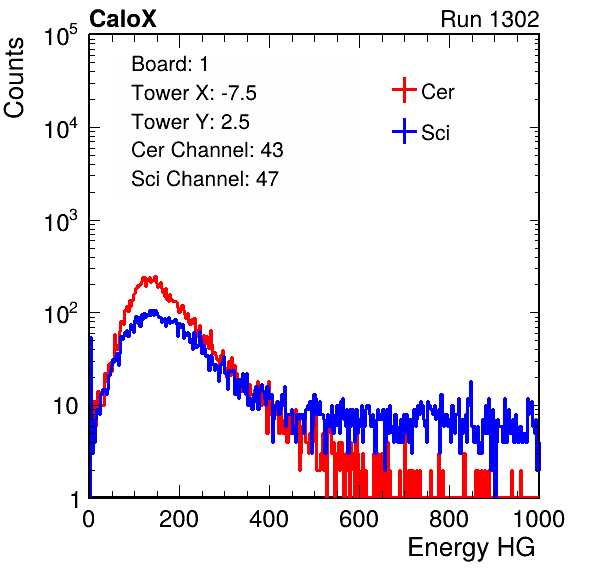 CaloX Run 1302
Counts
Board: 1
Tower X: -7.5
Tower Y: 2.5
Cer Channel: 43
Sci Channel: 47
Cer
Sci
10^5
10^4
10^3
10^2
10
1
0 200 400 600 800 1000
Energy HG